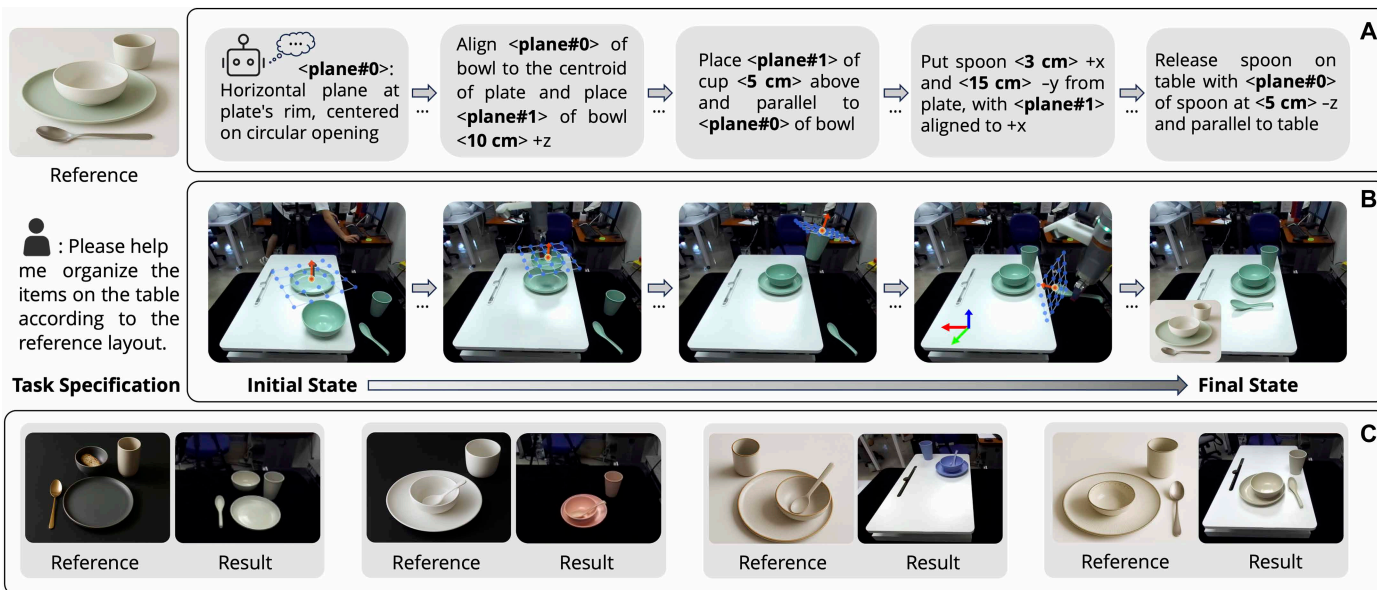 Reference
: Please help
me organize the
items on the table
according to the
reference layout.
Task Specification
A
...
<plane#0>:
Horizontal plane at
plate's rim, centered
on circular opening
...
Align <plane#0> of
bowl to the centroid
of plate and place
<plane#1> of bowl
<10 cm> +z
...
Place <plane#1> of
cup <5 cm> above
and parallel to
<plane#0> of bowl
...
Put spoon <3 cm> +x
and <15 cm> –y from
plate, with <plane#1>
aligned to +x
...
Release spoon on
table with <plane#0>
of spoon at <5 cm> –z
and parallel to table
B
...
...
...
...
Initial State
Final State
C
Reference
Result
Reference
Result
Reference
Result
Reference
Result